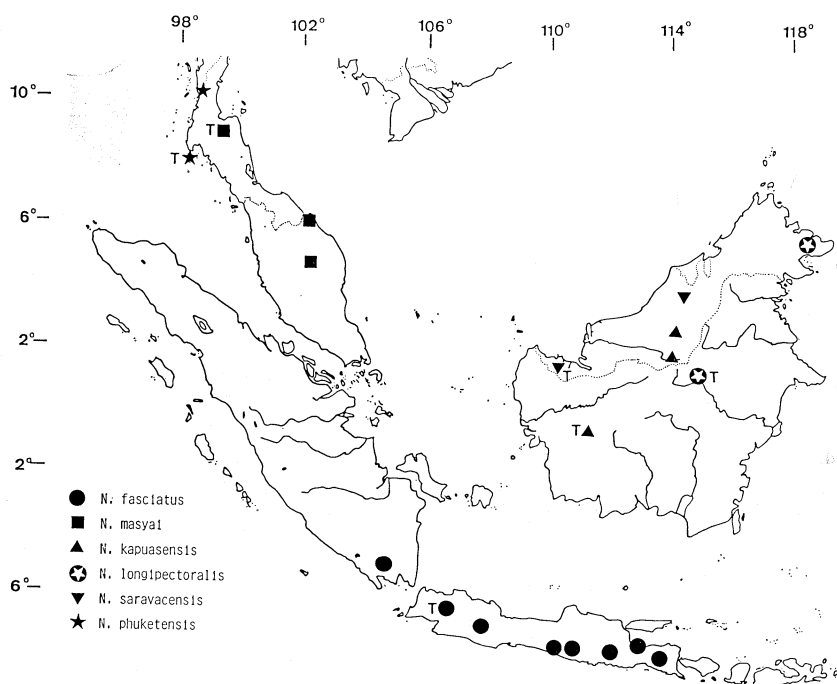 98° 102° 106° 110° 114° 118°
10°
T
T
6°
2°
T
T
T
2°
N. fasciatus
N. masyai
N. kapuasensis
N. longipectoralis
N. saravacensis
N. phuketensis
6°
T